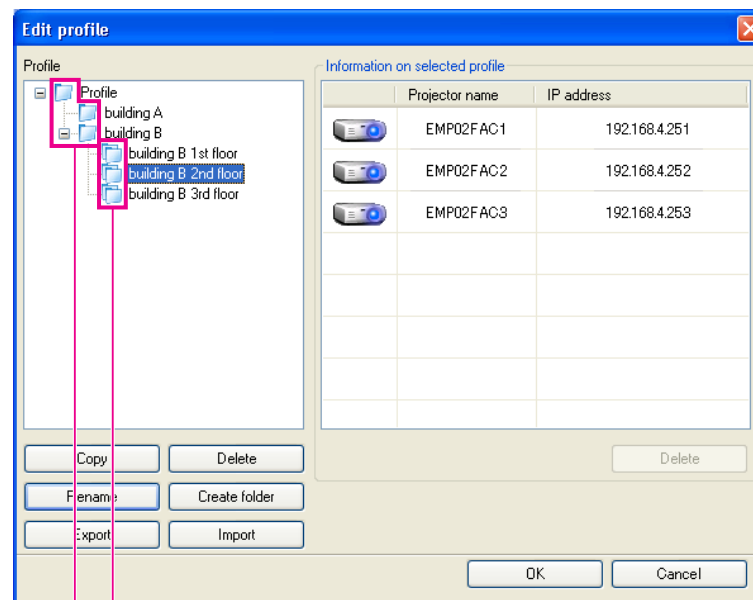 Edit profile
Profile
Profile
building A
building B
building B 1st floor
building B 2nd floor
building B 3rd floor
Copy
Delete
Rename
Create folder
Export
Import
Information on selected profile
Projector name IP address
EMP02FAC1 192.168.4.251
EMP02FAC2 192.168.4.252
EMP02FAC3 192.168.4.253
Delete
OK
Cancel